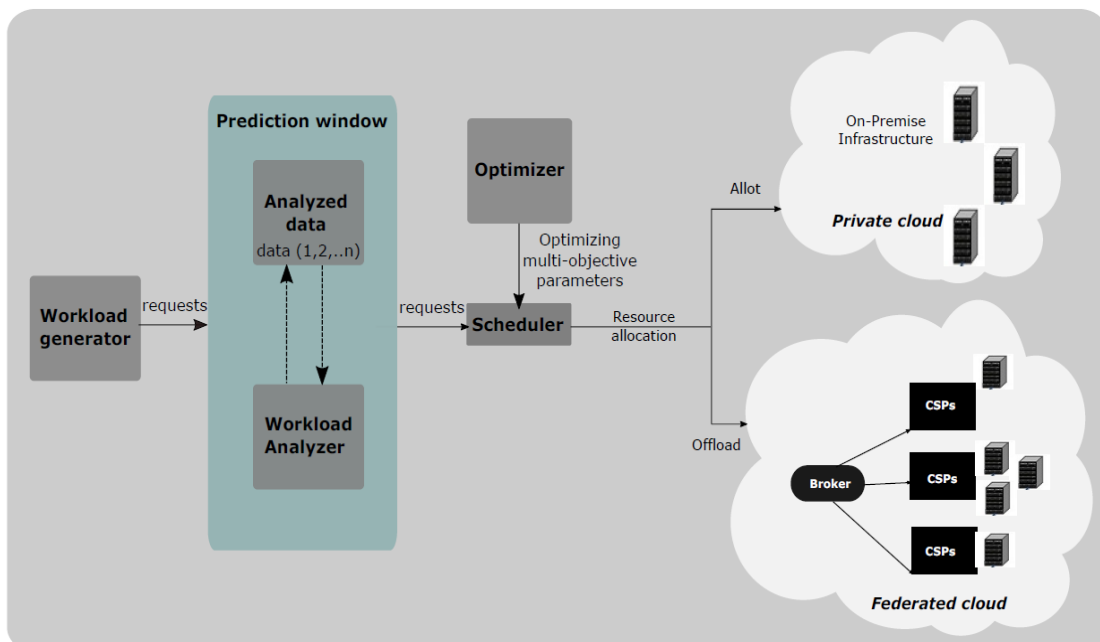 Workload
generator
requests
Prediction window
Analyzed
data
data (1,2,..n)
Workload
Analyzer
requests
Optimizer
Optimizing
multi-objective
parameters
Scheduler
Resource
allocation
Allot
On-Premise
Infrastructure
Private cloud
Offload
Broker
CSPs
CSPs
CSPs
Federated cloud